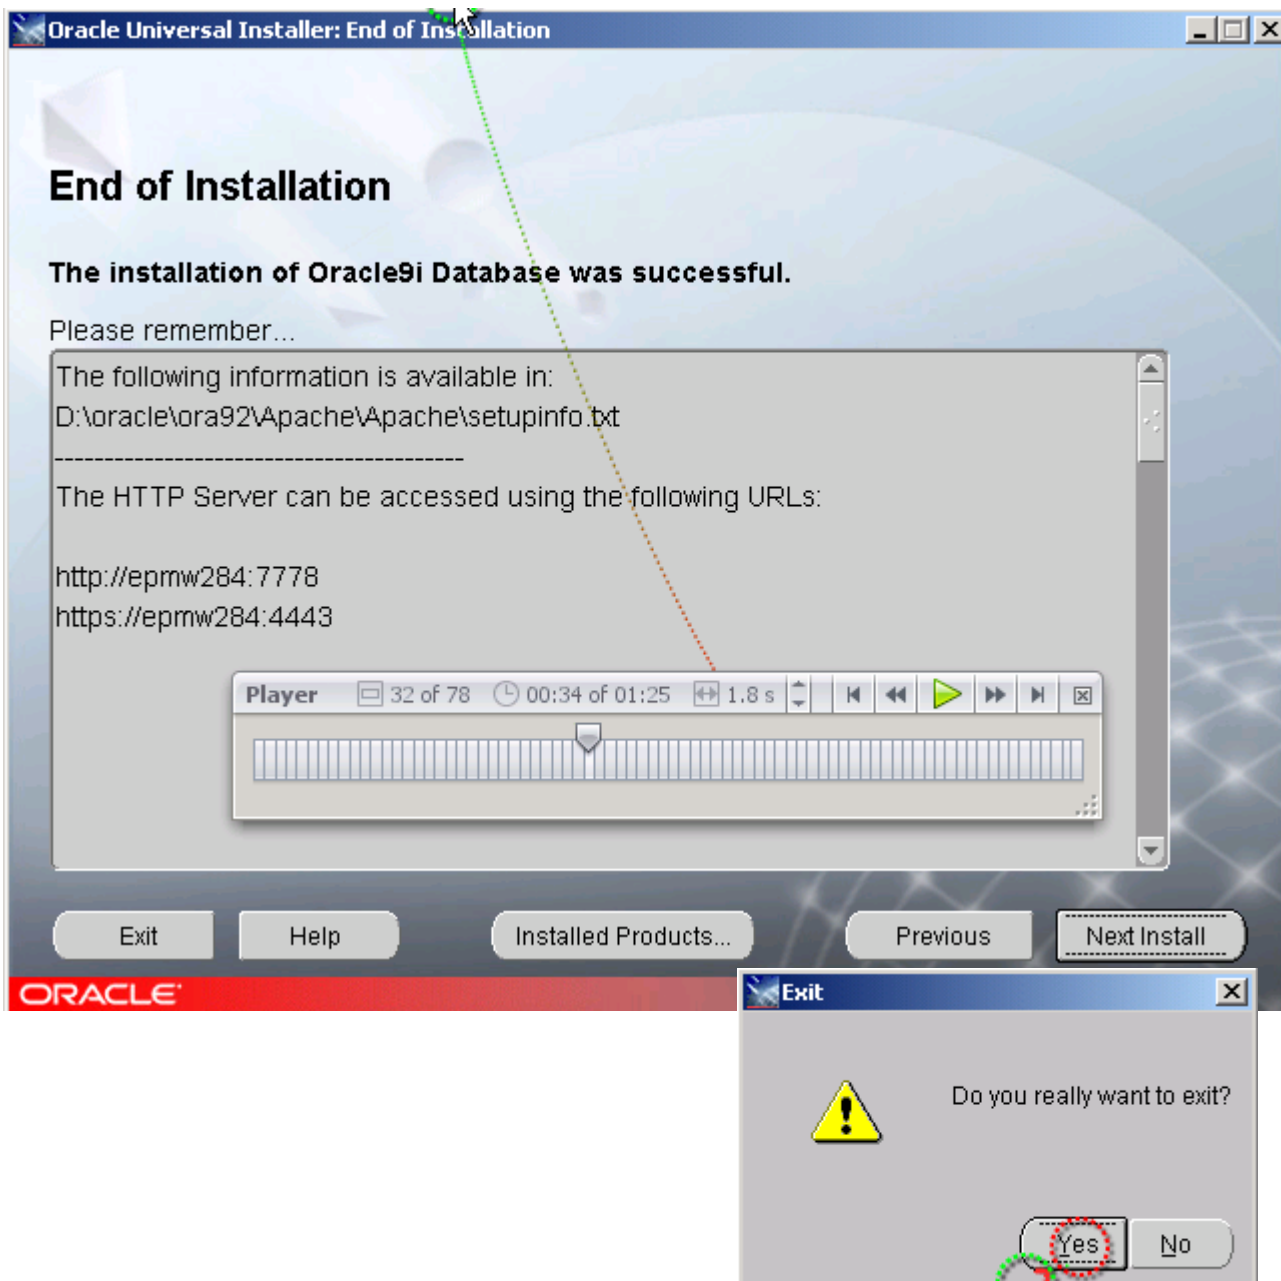 Oracle Universal Installer: End of Installation
End of Installation
The installation of Oracle9i Database was successful.
Please remember...
The following information is available in:
D:\oracle\ora92\Apache\Apache\setupinfo.txt
-----------------------------------------
The HTTP Server can be accessed using the following URLs:
http://epmw284:7778
https://epmw284:4443
Player 32 of 78 00:34 of 01:25 1.8 s
Exit Help Installed Products... Previous Next Install
ORACLE
Exit
Do you really want to exit?
Yes No